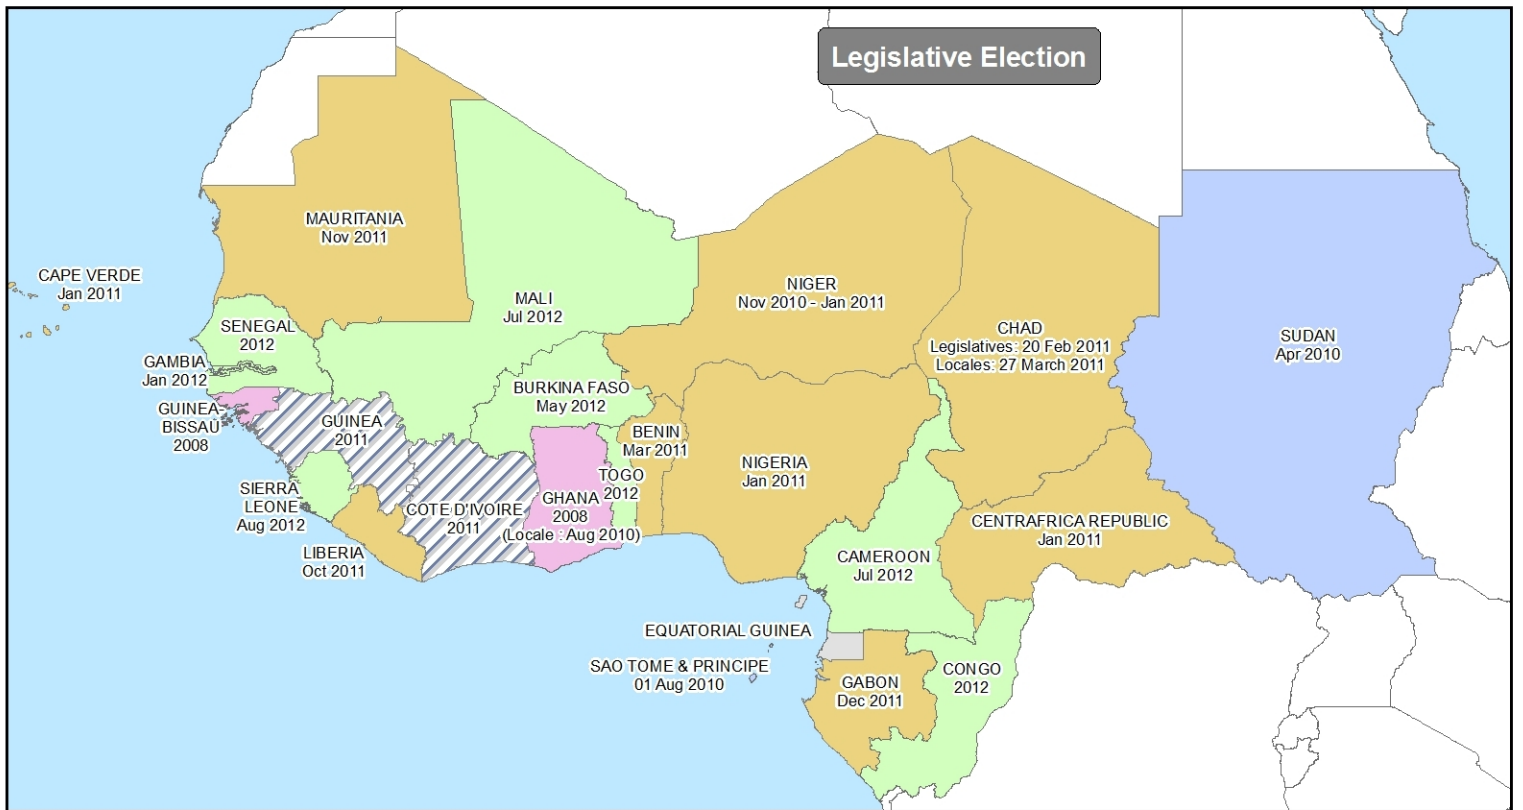 Legislative Election
MAURITANIA
Nov 2011
CAPE VERDE
Jan 2011
MALI
Jul 2012
NIGER
Nov 2010 - Jan 2011
CHAD
Legislatives: 20 Feb 2011
Locales: 27 March 2011
SUDAN
Apr 2010
SENEGAL
2012
GAMBIA
Jan 2012
GUINEA-
BISSAU
2008
GUINEA
2011
BURKINA FASO
May 2012
BENIN
Mar 2011
NIGERIA
Jan 2011
TOGO
2012
GHANA
2008
(Locale : Aug 2010)
COTE D'IVOIRE
2011
SIERRA
LEONE
Aug 2012
LIBERIA
Oct 2011
CENTRAFRICA REPUBLIC
Jan 2011
CAMEROON
Jul 2012
EQUATORIAL GUINEA
SAO TOME & PRINCIPE
01 Aug 2010
GABON
Dec 2011
CONGO
2012